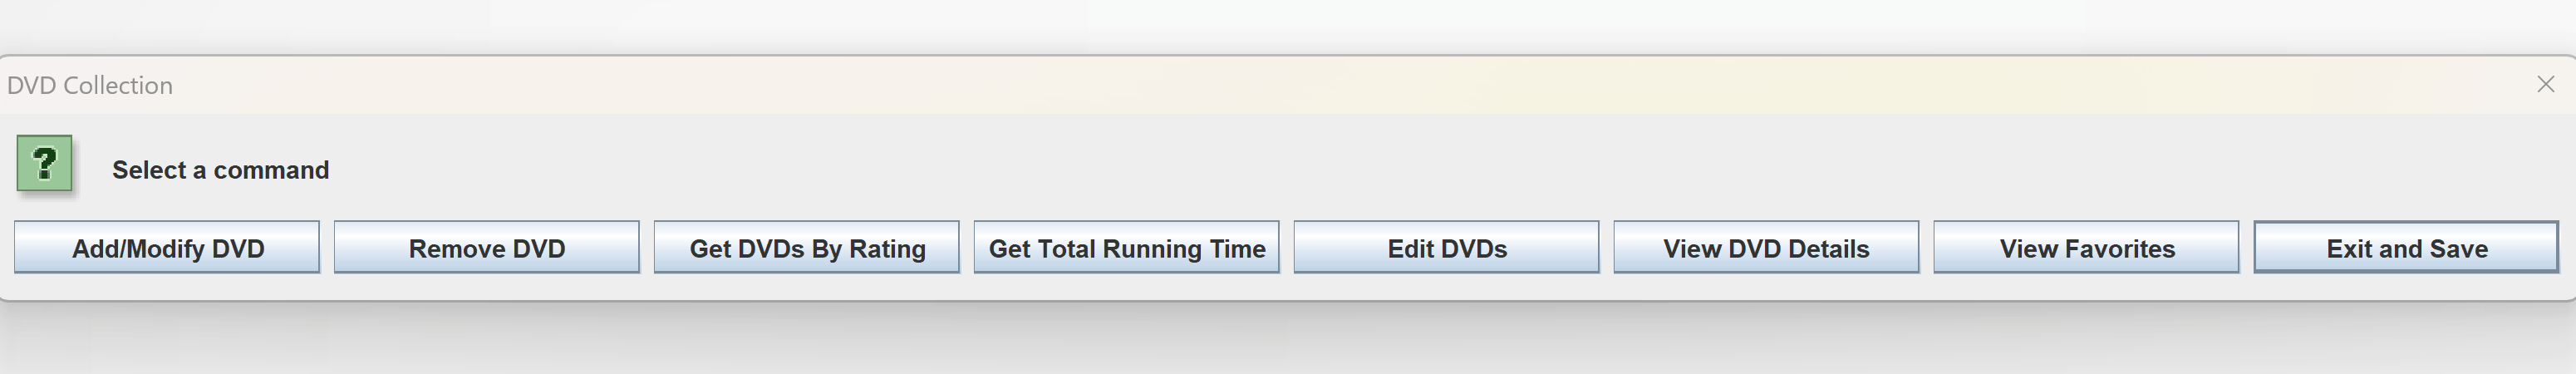 DVD Collection
?
Select a command
Add/Modify DVD Remove DVD Get DVDs By Rating Get Total Running Time Edit DVDs View DVD Details View Favorites Exit and Save